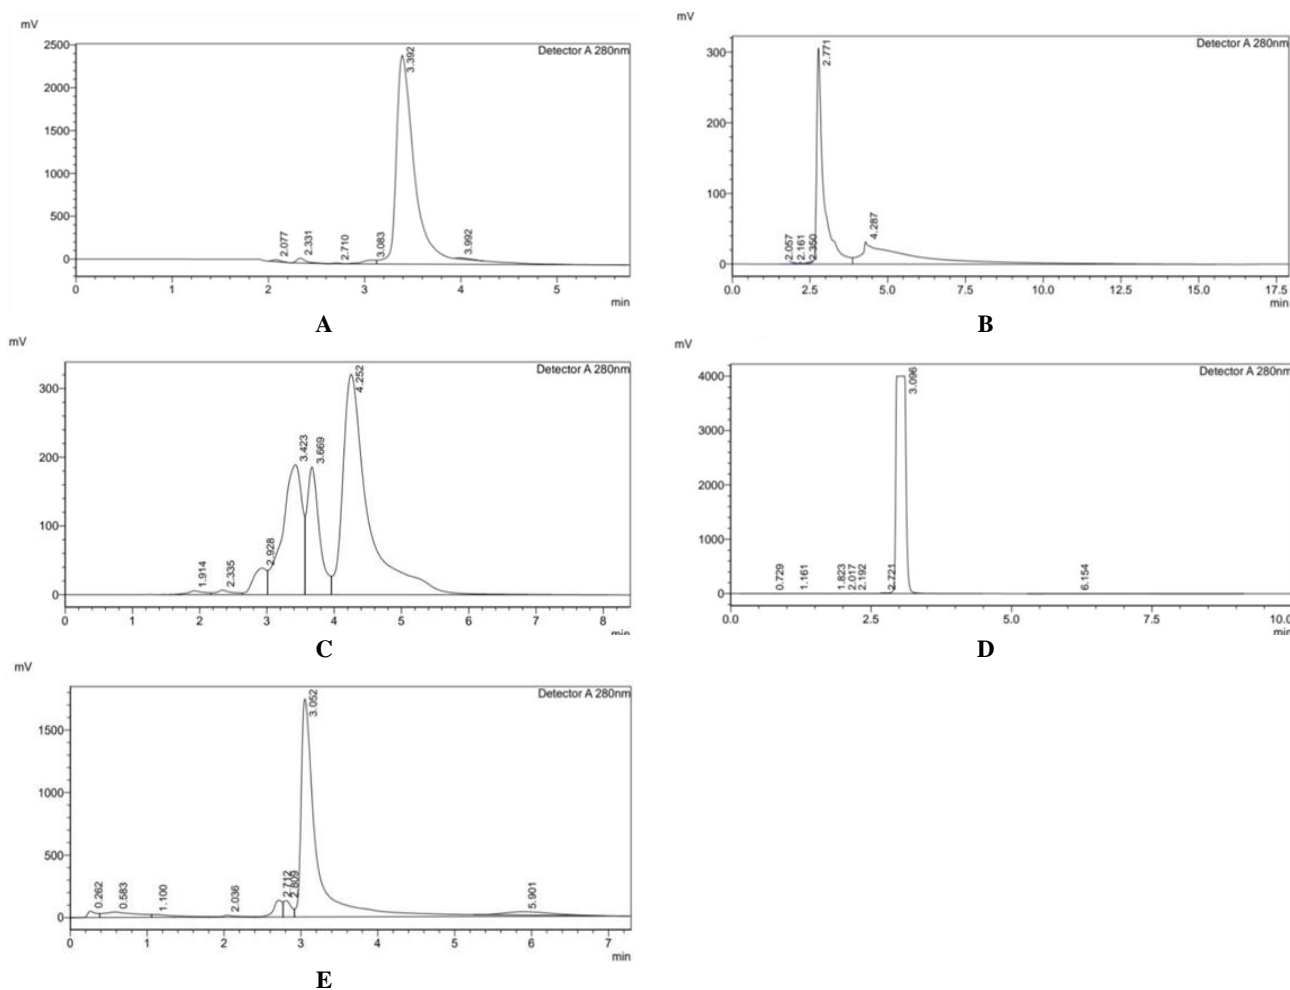 mV
Detector A 280nm
2500
2000
1500
1000
500
0
2.077
2.331
2.710
3.083
3.392
3.992
0 1 2 3 4 5
min
A
mV
Detector A 280nm
300
200
100
0
2.057
2.161
2.350
2.771
4.287
0.0 2.5 5.0 7.5 10.0 12.5 15.0 17.5
min
B
mV
Detector A 280nm
300
200
100
0
1.914
2.335
2.928
3.423
3.669
4.252
0 1 2 3 4 5 6 7 8
min
C
mV
Detector A 280nm
4000
3000
2000
1000
0
0.729
1.161
1.823
2.017
2.192
2.721
3.096
6.154
0.0 2.5 5.0 7.5 10.0
min
D
mV
Detector A 280nm
1500
1000
500
0
0.262
0.583
1.100
2.036
2.712
2.809
3.052
5.901
0 1 2 3 4 5 6 7
min
E